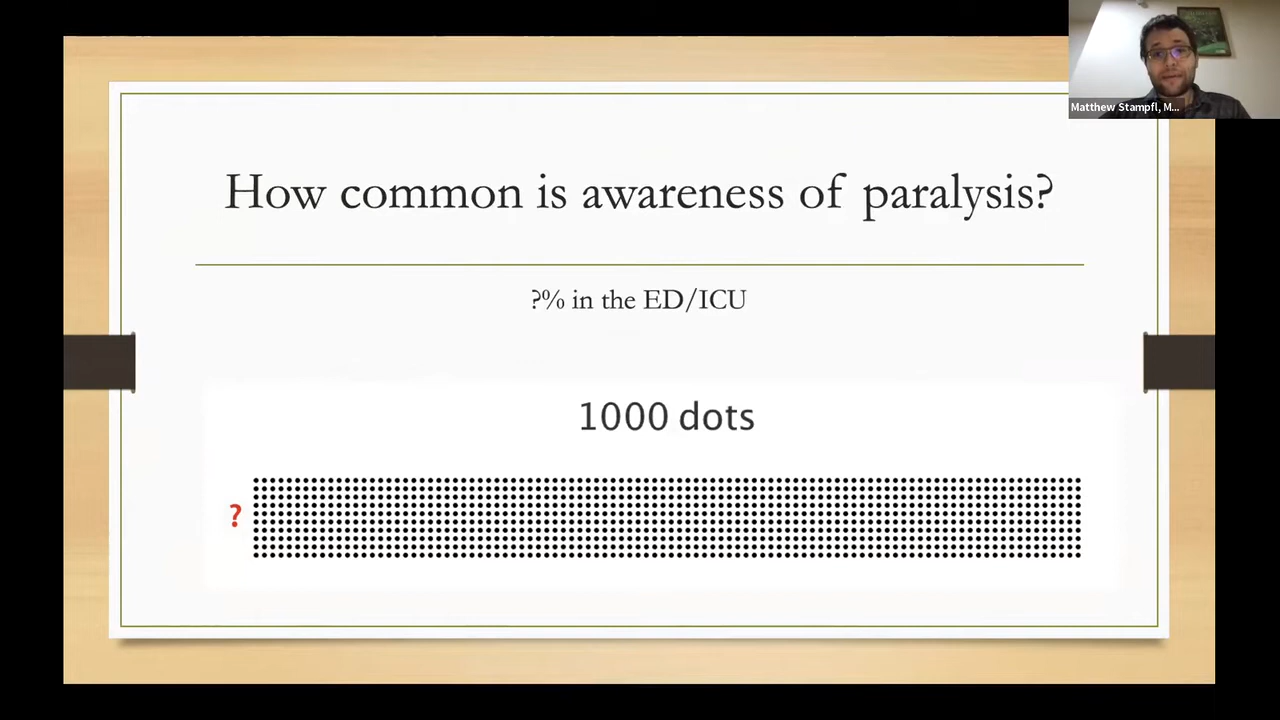 How common is awareness of paralysis?
?% in the ED/ICU
1000 dots
?
Matthew Stampfl, M...